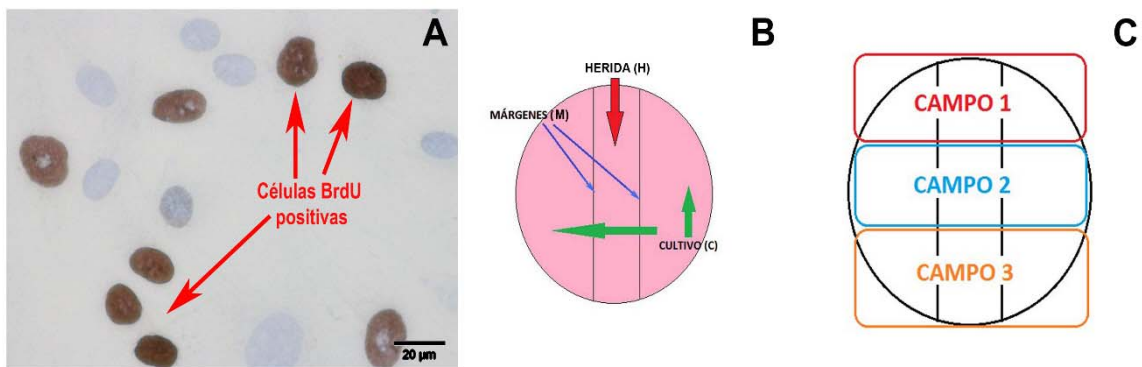 A
Células BrdU
positivas
20 µm
B
HERIDA (H)
MÁRGENES (M)
CULTIVO (C)
C
CAMPO 1
CAMPO 2
CAMPO 3